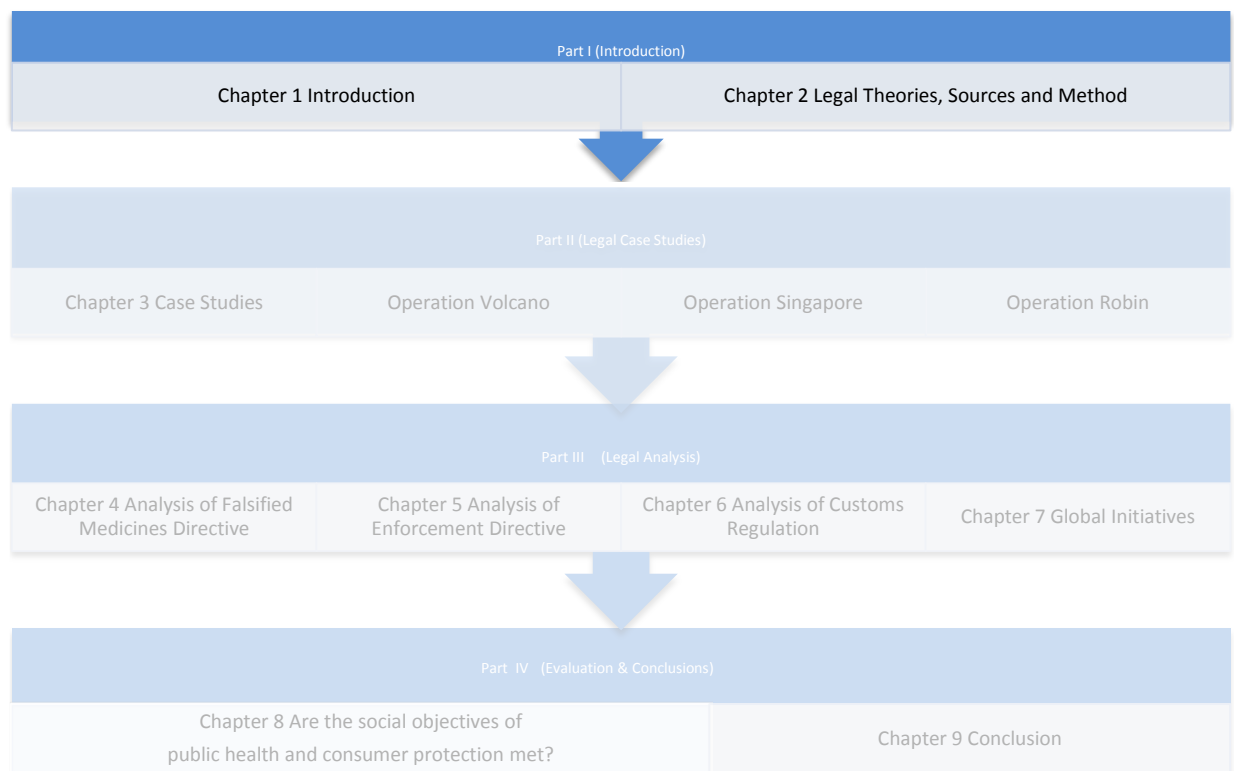 Part I (Introduction)
Chapter 1 Introduction
Chapter 2 Legal Theories, Sources and Method
Part II (Legal Case Studies)
Chapter 3 Case Studies
Operation Volcano
Operation Singapore
Operation Robin
Part III (Legal Analysis)
Chapter 4 Analysis of Falsified
Medicines Directive
Chapter 5 Analysis of
Enforcement Directive
Chapter 6 Analysis of Customs
Regulation
Chapter 7 Global Initiatives
Part IV (Evaluation & Conclusions)
Chapter 8 Are the social objectives of
public health and consumer protection met?
Chapter 9 Conclusion